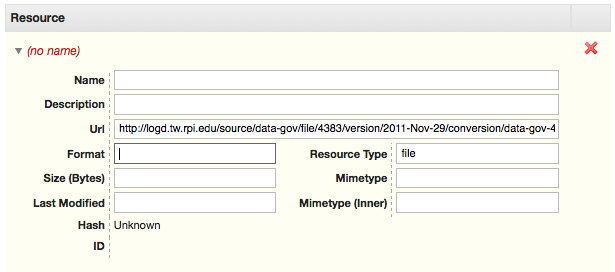 Resource
(no name)
Name
Description
Url http://logd.tw.rpi.edu/source/data-gov/file/4383/version/2011-Nov-29/conversion/data-gov-4
Format Resource Type file
Size (Bytes) Mimetype
Last Modified Mimetype (Inner)
Hash Unknown
ID